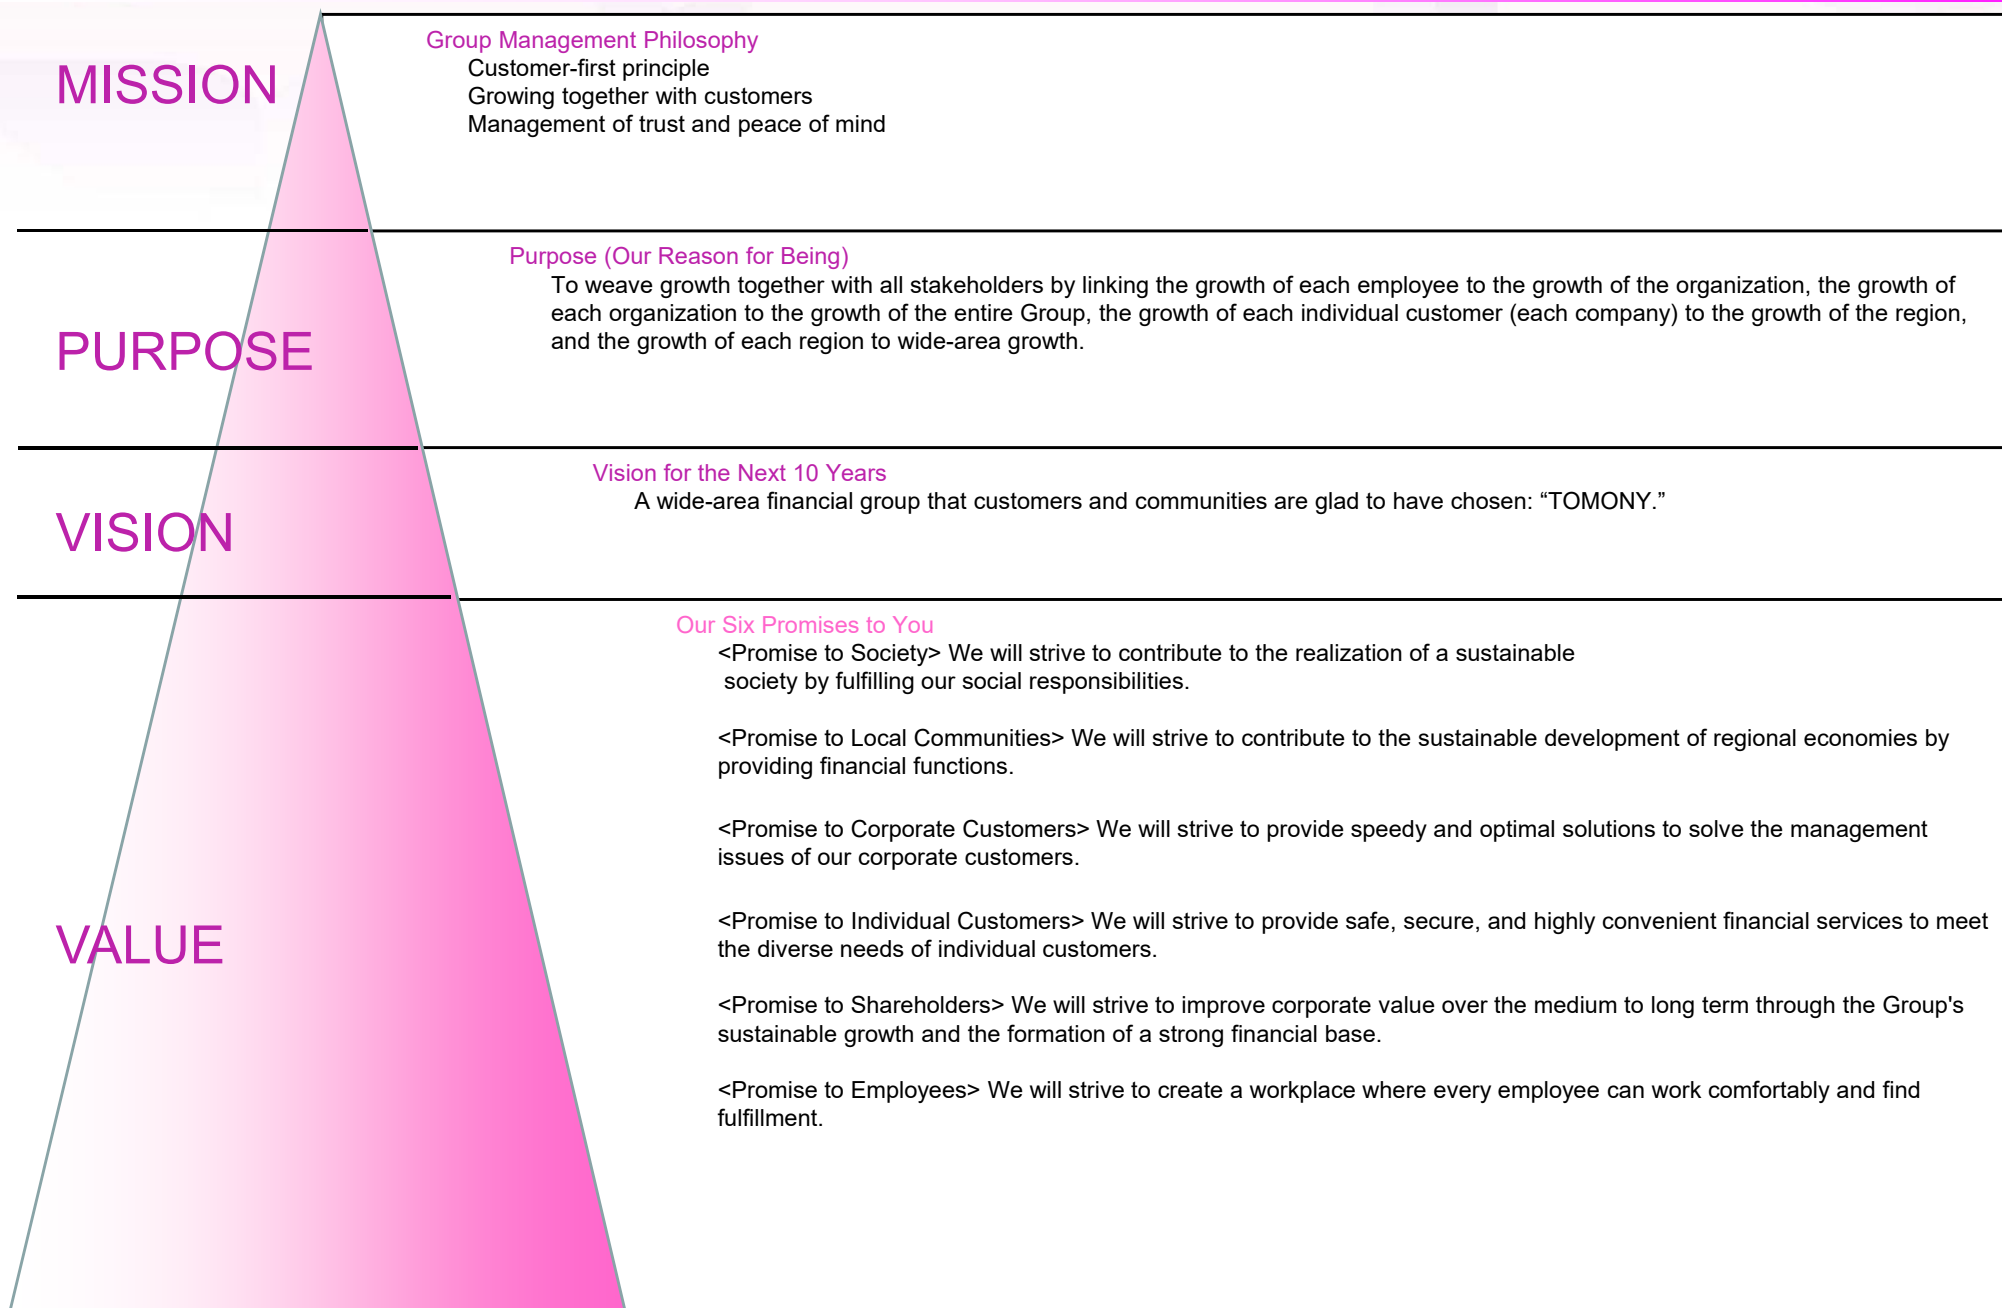 MISSION
Group Management Philosophy
Customer-first principle
Growing together with customers
Management of trust and peace of mind
PURPOSE
Purpose (Our Reason for Being)
To weave growth together with all stakeholders by linking the growth of each employee to the growth of the organization, the growth of
each organization to the growth of the entire Group, the growth of each individual customer (each company) to the growth of the region,
and the growth of each region to wide-area growth.
VISION
Vision for the Next 10 Years
A wide-area financial group that customers and communities are glad to have chosen: “TOMONY.”
VALUE
Our Six Promises to You
<Promise to Society> We will strive to contribute to the realization of a sustainable
society by fulfilling our social responsibilities.
<Promise to Local Communities> We will strive to contribute to the sustainable development of regional economies by
providing financial functions.
<Promise to Corporate Customers> We will strive to provide speedy and optimal solutions to solve the management
issues of our corporate customers.
<Promise to Individual Customers> We will strive to provide safe, secure, and highly convenient financial services to meet
the diverse needs of individual customers.
<Promise to Shareholders> We will strive to improve corporate value over the medium to long term through the Group's
sustainable growth and the formation of a strong financial base.
<Promise to Employees> We will strive to create a workplace where every employee can work comfortably and find
fulfillment.